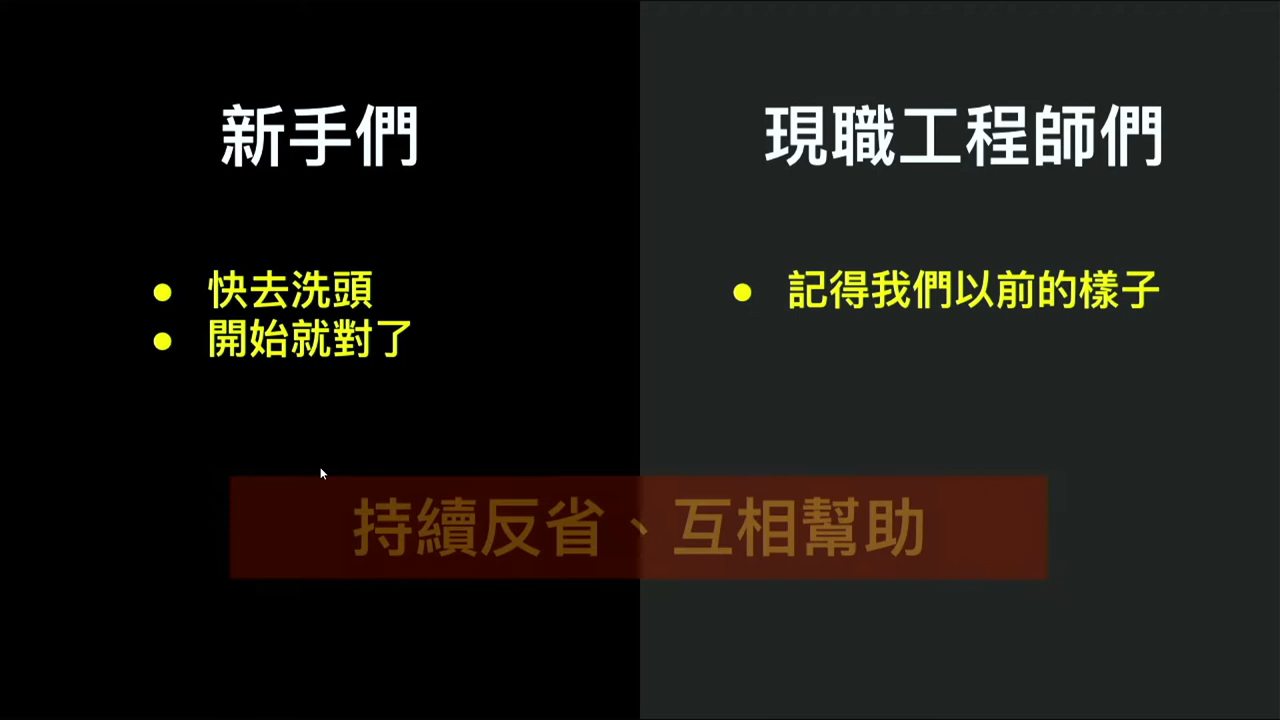 新手們
● 快去洗頭
● 開始就對了
現職工程師們
● 記得我們以前的樣子
持續反省、互相幫助